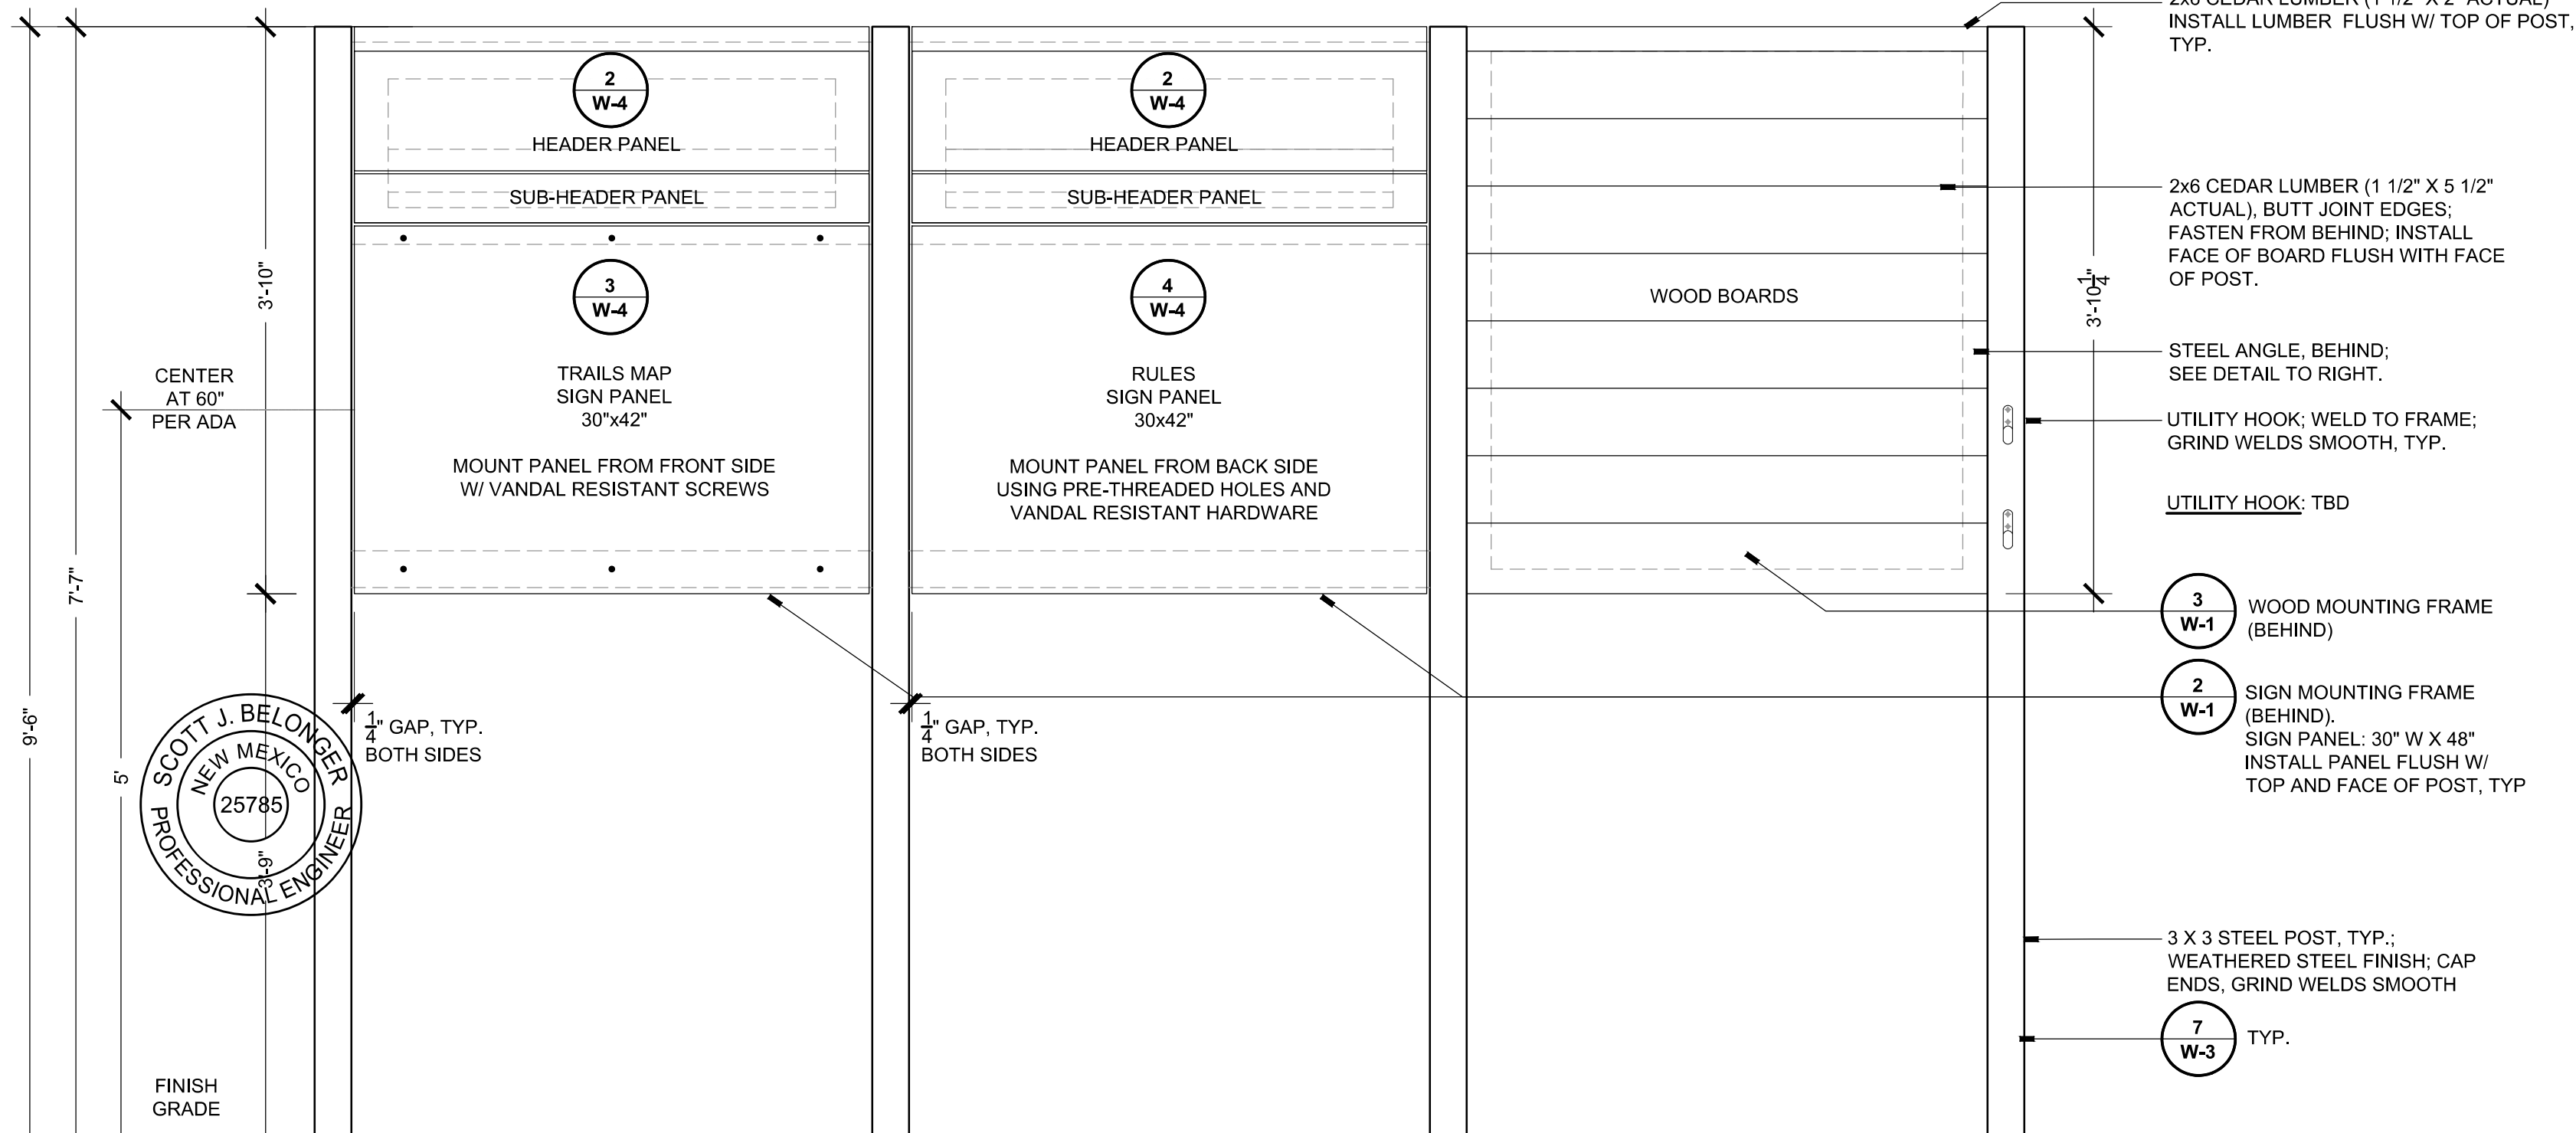 2x6 CEDAR LUMBER (1 1/2" X 2" ACTUAL)
INSTALL LUMBER FLUSH W/ TOP OF POST,
TYP.
2
W-4
HEADER PANEL
SUB-HEADER PANEL
2
W-4
HEADER PANEL
SUB-HEADER PANEL
3
W-4
TRAILS MAP
SIGN PANEL
30"x42"
MOUNT PANEL FROM FRONT SIDE
W/ VANDAL RESISTANT SCREWS
4
W-4
RULES
SIGN PANEL
30x42"
MOUNT PANEL FROM BACK SIDE
USING PRE-THREADED HOLES AND
VANDAL RESISTANT HARDWARE
WOOD BOARDS
2x6 CEDAR LUMBER (1 1/2" X 5 1/2"
ACTUAL), BUTT JOINT EDGES;
FASTEN FROM BEHIND; INSTALL
FACE OF BOARD FLUSH WITH FACE
OF POST.
3'-10 1/4"
STEEL ANGLE, BEHIND;
SEE DETAIL TO RIGHT.
UTILITY HOOK; WELD TO FRAME;
GRIND WELDS SMOOTH, TYP.
UTILITY HOOK: TBD
3
W-1
WOOD MOUNTING FRAME
(BEHIND)
2
W-1
SIGN MOUNTING FRAME
(BEHIND).
SIGN PANEL: 30" W X 48"
INSTALL PANEL FLUSH W/
TOP AND FACE OF POST, TYP
3 X 3 STEEL POST, TYP.;
WEATHERED STEEL FINISH; CAP
ENDS, GRIND WELDS SMOOTH
7
W-3
TYP.
3'-10"
CENTER
AT 60"
PER ADA
9'-6"
7'-7"
5'
3'-9"
1/4" GAP, TYP.
BOTH SIDES
1/4" GAP, TYP.
BOTH SIDES
SCOTT J. BELONGER
NEW MEXICO
25785
PROFESSIONAL ENGINEER
FINISH
GRADE